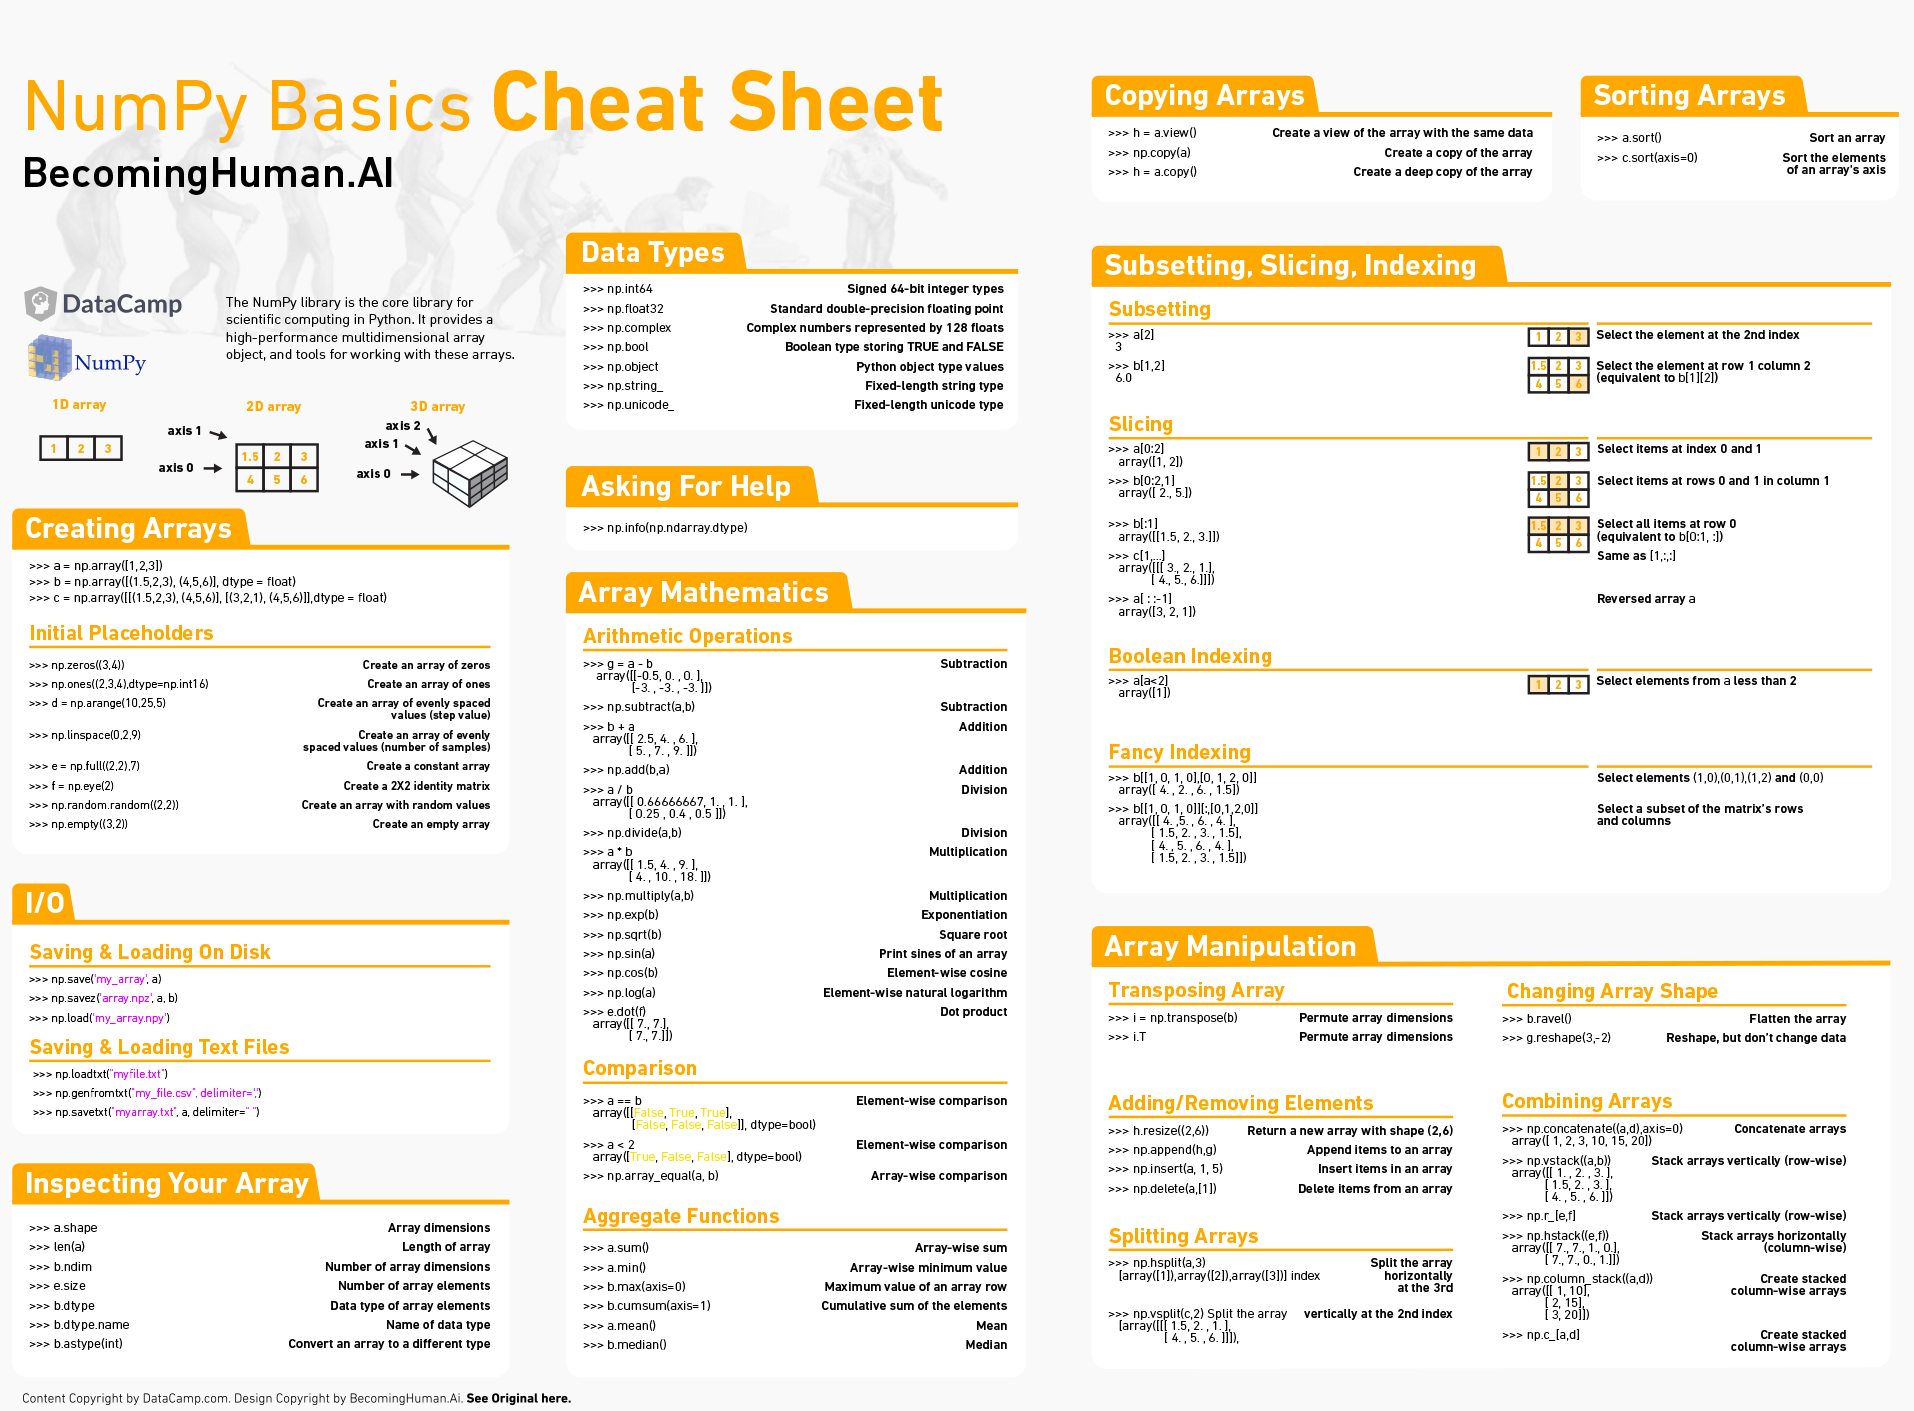 NumPy Basics Cheat Sheet
BecomingHuman.AI
DataCamp
NumPy
The NumPy library is the core library for
scientific computing in Python. It provides a
high-performance multidimensional array
object, and tools for working with these arrays.
1D array
1 2 3
2D array
axis 1
axis 0
1.5 2 3
4 5 6
3D array
axis 2
axis 1
axis 0
Creating Arrays
>>> a = np.array([1,2,3])
>>> b = np.array([(1.5,2,3), (4,5,6)], dtype = float)
>>> c = np.array([[(1.5,2,3), (4,5,6)], [(3,2,1), (4,5,6)]],dtype = float)
Initial Placeholders
>>> np.zeros((3,4)) Create an array of zeros
>>> np.ones((2,3,4),dtype=np.int16) Create an array of ones
>>> d = np.arange(10,25,5) Create an array of evenly spaced
values (step value)
>>> np.linspace(0,2,9) Create an array of evenly
spaced values (number of samples)
>>> e = np.full((2,2),7) Create a constant array
>>> f = np.eye(2) Create a 2X2 identity matrix
>>> np.random.random((2,2)) Create an array with random values
>>> np.empty((3,2)) Create an empty array
I/O
Saving & Loading On Disk
>>> np.save('my_array', a)
>>> np.savez('array.npz', a, b)
>>> np.load('my_array.npy')
Saving & Loading Text Files
>>> np.loadtxt("myfile.txt")
>>> np.genfromtxt("my_file.csv", delimiter=',')
>>> np.savetxt("myarray.txt", a, delimiter=" ")
Inspecting Your Array
>>> a.shape Array dimensions
>>> len(a) Length of array
>>> b.ndim Number of array dimensions
>>> e.size Number of array elements
>>> b.dtype Data type of array elements
>>> b.dtype.name Name of data type
>>> b.astype(int) Convert an array to a different type
Data Types
>>> np.int64 Signed 64-bit integer types
>>> np.float32 Standard double-precision floating point
>>> np.complex Complex numbers represented by 128 floats
>>> np.bool Boolean type storing TRUE and FALSE
>>> np.object Python object type values
>>> np.string_ Fixed-length string type
>>> np.unicode_ Fixed-length unicode type
Asking For Help
>>> np.info(np.ndarray.dtype)
Array Mathematics
Arithmetic Operations
>>> g = a - b Subtraction
array([[-0.5, 0. , 0. ],
[-3. , -3. , -3. ]])
>>> np.subtract(a,b) Subtraction
>>> b + a Addition
array([[ 2.5, 4. , 6. ],
[ 5. , 7. , 9. ]])
>>> np.add(b,a) Addition
>>> a / b Division
array([[ 0.66666667, 1. , 1. ],
[ 0.25 , 0.4 , 0.5 ]])
>>> np.divide(a,b) Division
>>> a * b Multiplication
array([[ 1.5, 4. , 9. ],
[ 4. , 10. , 18. ]])
>>> np.multiply(a,b) Multiplication
>>> np.exp(b) Exponentiation
>>> np.sqrt(b) Square root
>>> np.sin(a) Print sines of an array
>>> np.cos(b) Element-wise cosine
>>> np.log(a) Element-wise natural logarithm
>>> e.dot(f) Dot product
array([[ 7., 7.],
[ 7., 7.]])
Comparison
>>> a == b Element-wise comparison
array([[False, True, True],
[False, False, False]], dtype=bool)
>>> a < 2 Element-wise comparison
array([True, False, False], dtype=bool)
>>> np.array_equal(a, b) Array-wise comparison
Aggregate Functions
>>> a.sum() Array-wise sum
>>> a.min() Array-wise minimum value
>>> b.max(axis=0) Maximum value of an array row
>>> b.cumsum(axis=1) Cumulative sum of the elements
>>> a.mean() Mean
>>> b.median() Median
Copying Arrays
>>> h = a.view() Create a view of the array with the same data
>>> np.copy(a) Create a copy of the array
>>> h = a.copy() Create a deep copy of the array
Sorting Arrays
>>> a.sort() Sort an array
>>> c.sort(axis=0) Sort the elements
of an array's axis
Subsetting, Slicing, Indexing
Subsetting
>>> a[2] 1 2 3 Select the element at the 2nd index
3
>>> b[1,2] 1.5 2 3 Select the element at row 1 column 2
6.0 4 5 6 (equivalent to b[1][2])
Slicing
>>> a[0:2] 1 2 3 Select items at index 0 and 1
array([1, 2])
>>> b[0:2,1] 1.5 2 3 Select items at rows 0 and 1 in column 1
array([ 2., 5.]) 4 5 6
>>> b[:1] 1.5 2 3 Select all items at row 0
array([[1.5, 2., 3.]]) 4 5 6 (equivalent to b[0:1, :])
>>> c[1,...] Same as [1,:,:]
array([[[ 3., 2., 1.],
[ 4., 5., 6.]]])
>>> a[ : :-1] Reversed array a
array([3, 2, 1])
Boolean Indexing
>>> a[a<2] 1 2 3 Select elements from a less than 2
array([1])
Fancy Indexing
>>> b[[1, 0, 1, 0],[0, 1, 2, 0]] Select elements (1,0),(0,1),(1,2) and (0,0)
array([ 4. , 2. , 6. , 1.5])
>>> b[[1, 0, 1, 0]][:,[0,1,2,0]] Select a subset of the matrix's rows
array([[ 4. ,5. , 6. , 4. ], and columns
[ 1.5, 2. , 3. , 1.5],
[ 4. , 5. , 6. , 4. ],
[ 1.5, 2. , 3. , 1.5]])
Array Manipulation
Transposing Array
>>> i = np.transpose(b) Permute array dimensions
>>> i.T Permute array dimensions
Adding/Removing Elements
>>> h.resize((2,6)) Return a new array with shape (2,6)
>>> np.append(h,g) Append items to an array
>>> np.insert(a, 1, 5) Insert items in an array
>>> np.delete(a,[1]) Delete items from an array
Splitting Arrays
>>> np.hsplit(a,3) Split the array
[array([1]),array([2]),array([3])] index horizontally
at the 3rd
>>> np.vsplit(c,2) Split the array vertically at the 2nd index
[array([[[ 1.5, 2. , 1. ],
[ 4. , 5. , 6. ]]]),
Changing Array Shape
>>> b.ravel() Flatten the array
>>> g.reshape(3,-2) Reshape, but don't change data
Combining Arrays
>>> np.concatenate((a,d),axis=0) Concatenate arrays
array([ 1, 2, 3, 10, 15, 20])
>>> np.vstack((a,b)) Stack arrays vertically (row-wise)
array([[ 1. , 2. , 3. ],
[ 1.5, 2. , 3. ],
[ 4. , 5. , 6. ]])
>>> np.r_[e,f] Stack arrays vertically (row-wise)
>>> np.hstack((e,f)) Stack arrays horizontally
array([[ 7., 7., 1., 0.], (column-wise)
[ 7., 7., 0., 1.]])
>>> np.column_stack((a,d)) Create stacked
array([[ 1, 10], column-wise arrays
[ 2, 15],
[ 3, 20]])
>>> np.c_[a,d] Create stacked
column-wise arrays
Content Copyright by DataCamp.com. Design Copyright by BecomingHuman.Ai. See Original here.